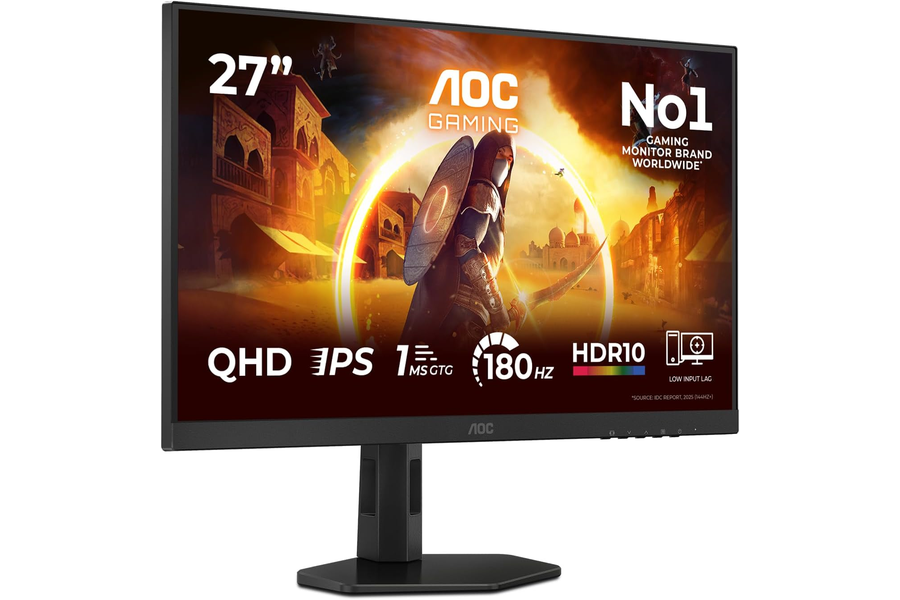 27”
AOC
GAMING
No1
GAMING
MONITOR BRAND
WORLDWIDE*
QHD
IPS
1 MS GTG
180 HZ
HDR10
LOW INPUT LAG
*SOURCE: IDC REPORT, 2025 (144HZ+)
AOC